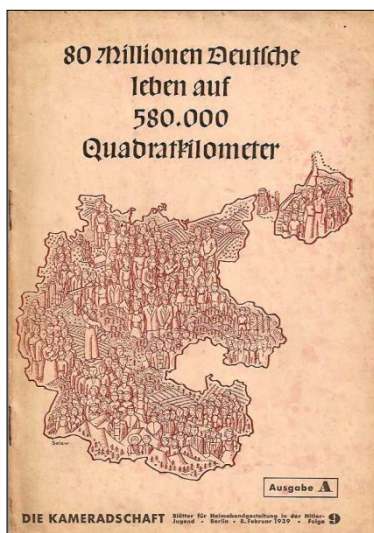 80 Millionen Deutſche
leben auf
580.000
Quadratkilometer
Salew
Ausgabe A
DIE KAMERADSCHAFT Blätter für Heimabendgestaltung in der Hitler-
Jugend • Berlin • 8. Februar 1939 • Folge 9